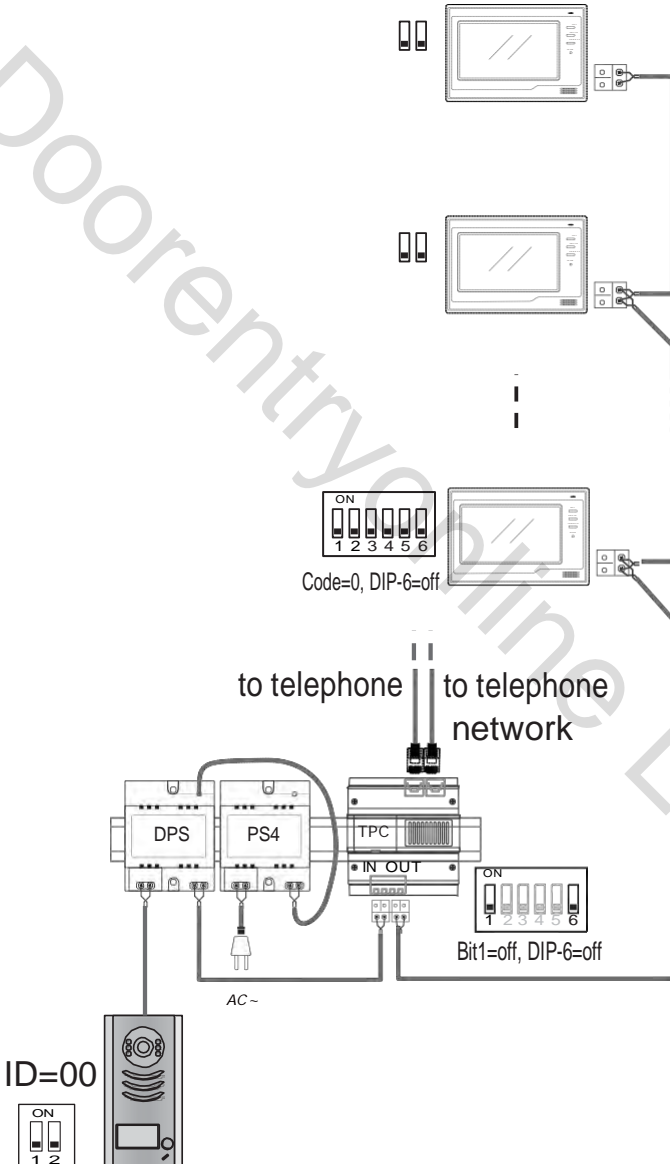 ON
1 2 3 4 5 6
Code=0, DIP-6=off
to telephone
to telephone
network
DPS
PS4
TPC
IN OUT
ON
1 2 3 4 5 6
Bit1=off, DIP-6=off
AC ~
ID=00
ON
1 2
Doorentryonline